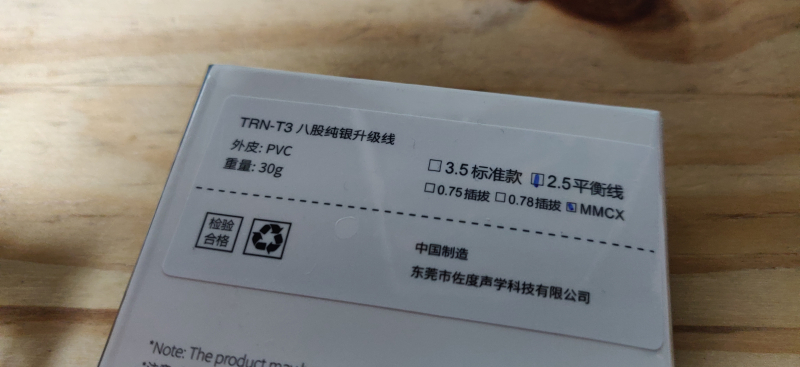 TRN-T3 八股纯银升级线
外皮: PVC
重量: 30g
□ 3.5 标准款 □ 2.5平衡线
□ 0.75 插拔 □ 0.78 插拔 □ MMCX
检验
合格
中国制造
东莞市佐度声学科技有限公司
*Note: The product